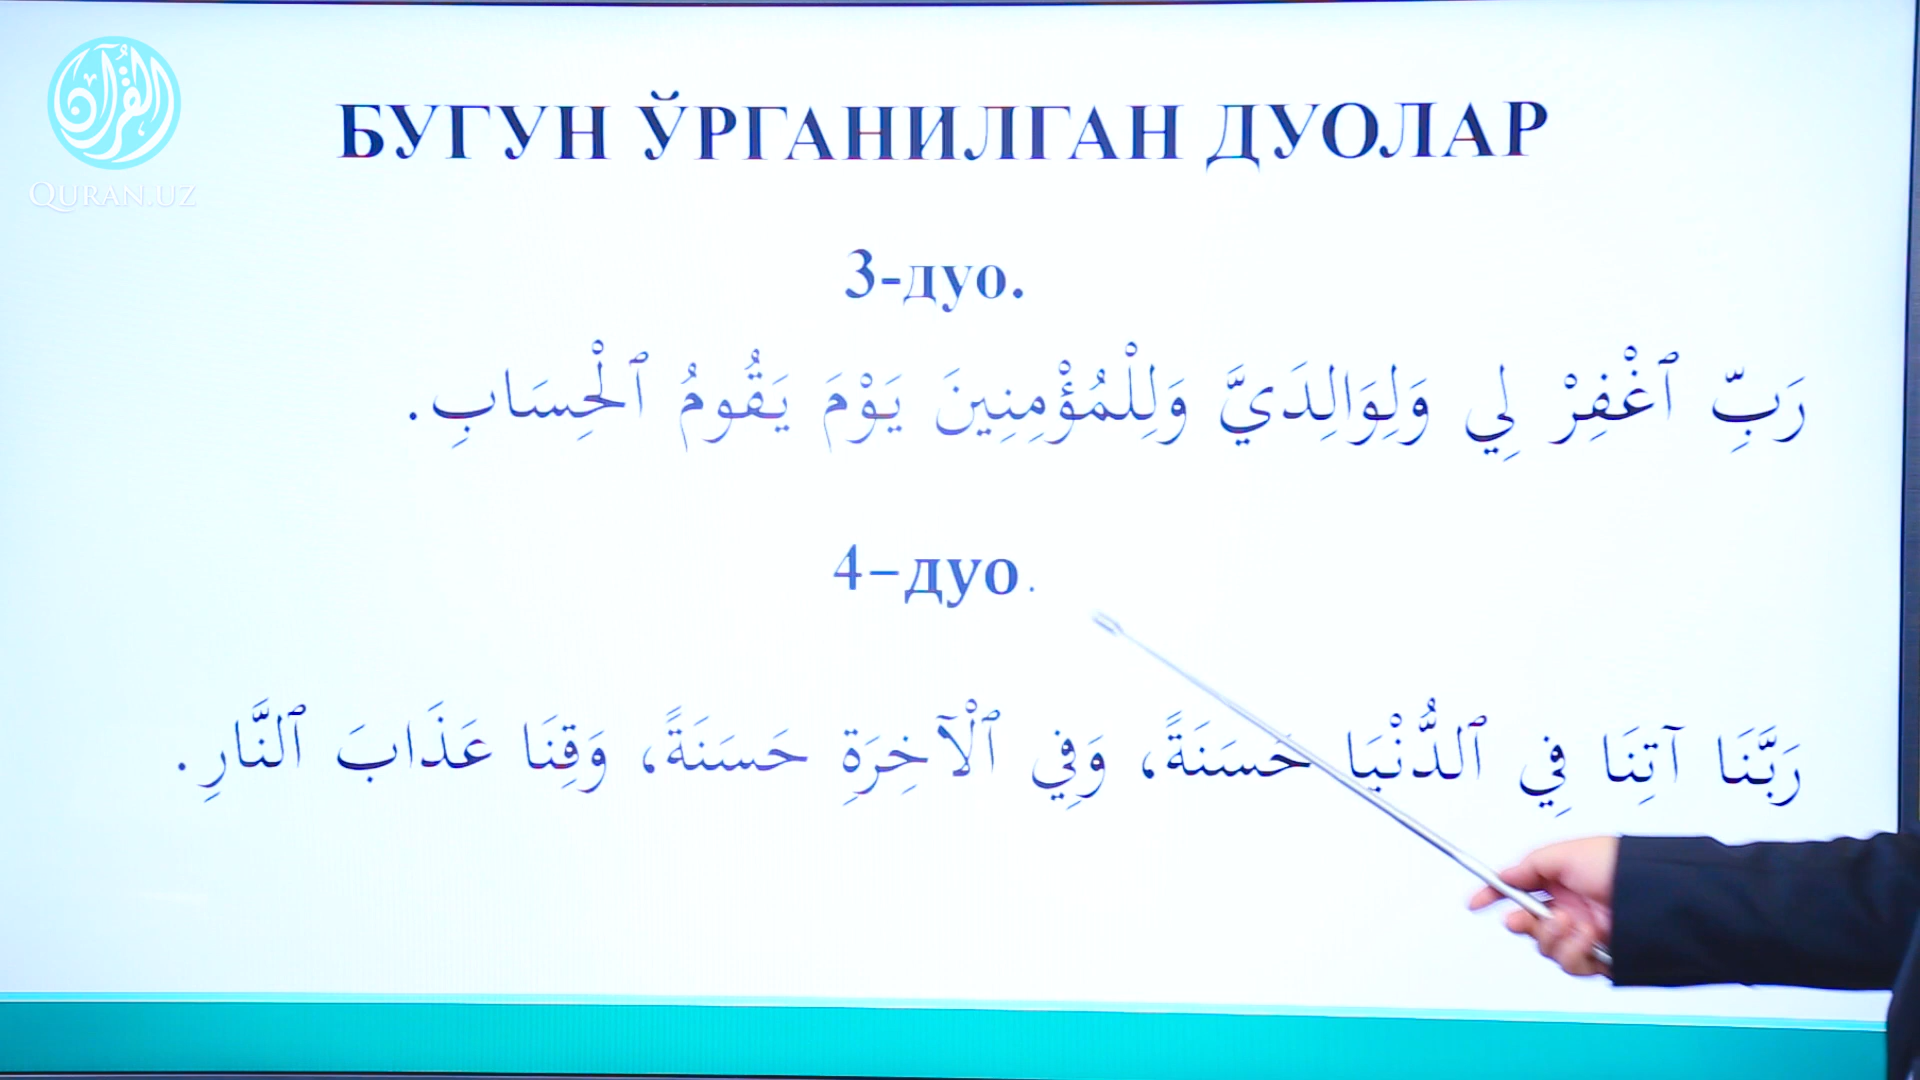 القرآن
QURAN.UZ
БУГУН ЎРГАНИЛГАН ДУОЛАР
3-дуо.
رَبِّ ٱغْفِرْ لِي وَلِوَالِدَيَّ وَلِلْمُؤْمِنِينَ يَوْمَ يَقُومُ ٱلْحِسَابِ.
4–дуо.
رَبَّنَا آتِنَا فِي ٱلدُّنْيَا حَسَنَةً، وَفِي ٱلْآخِرَةِ حَسَنَةً، وَقِنَا عَذَابَ ٱلنَّارِ.